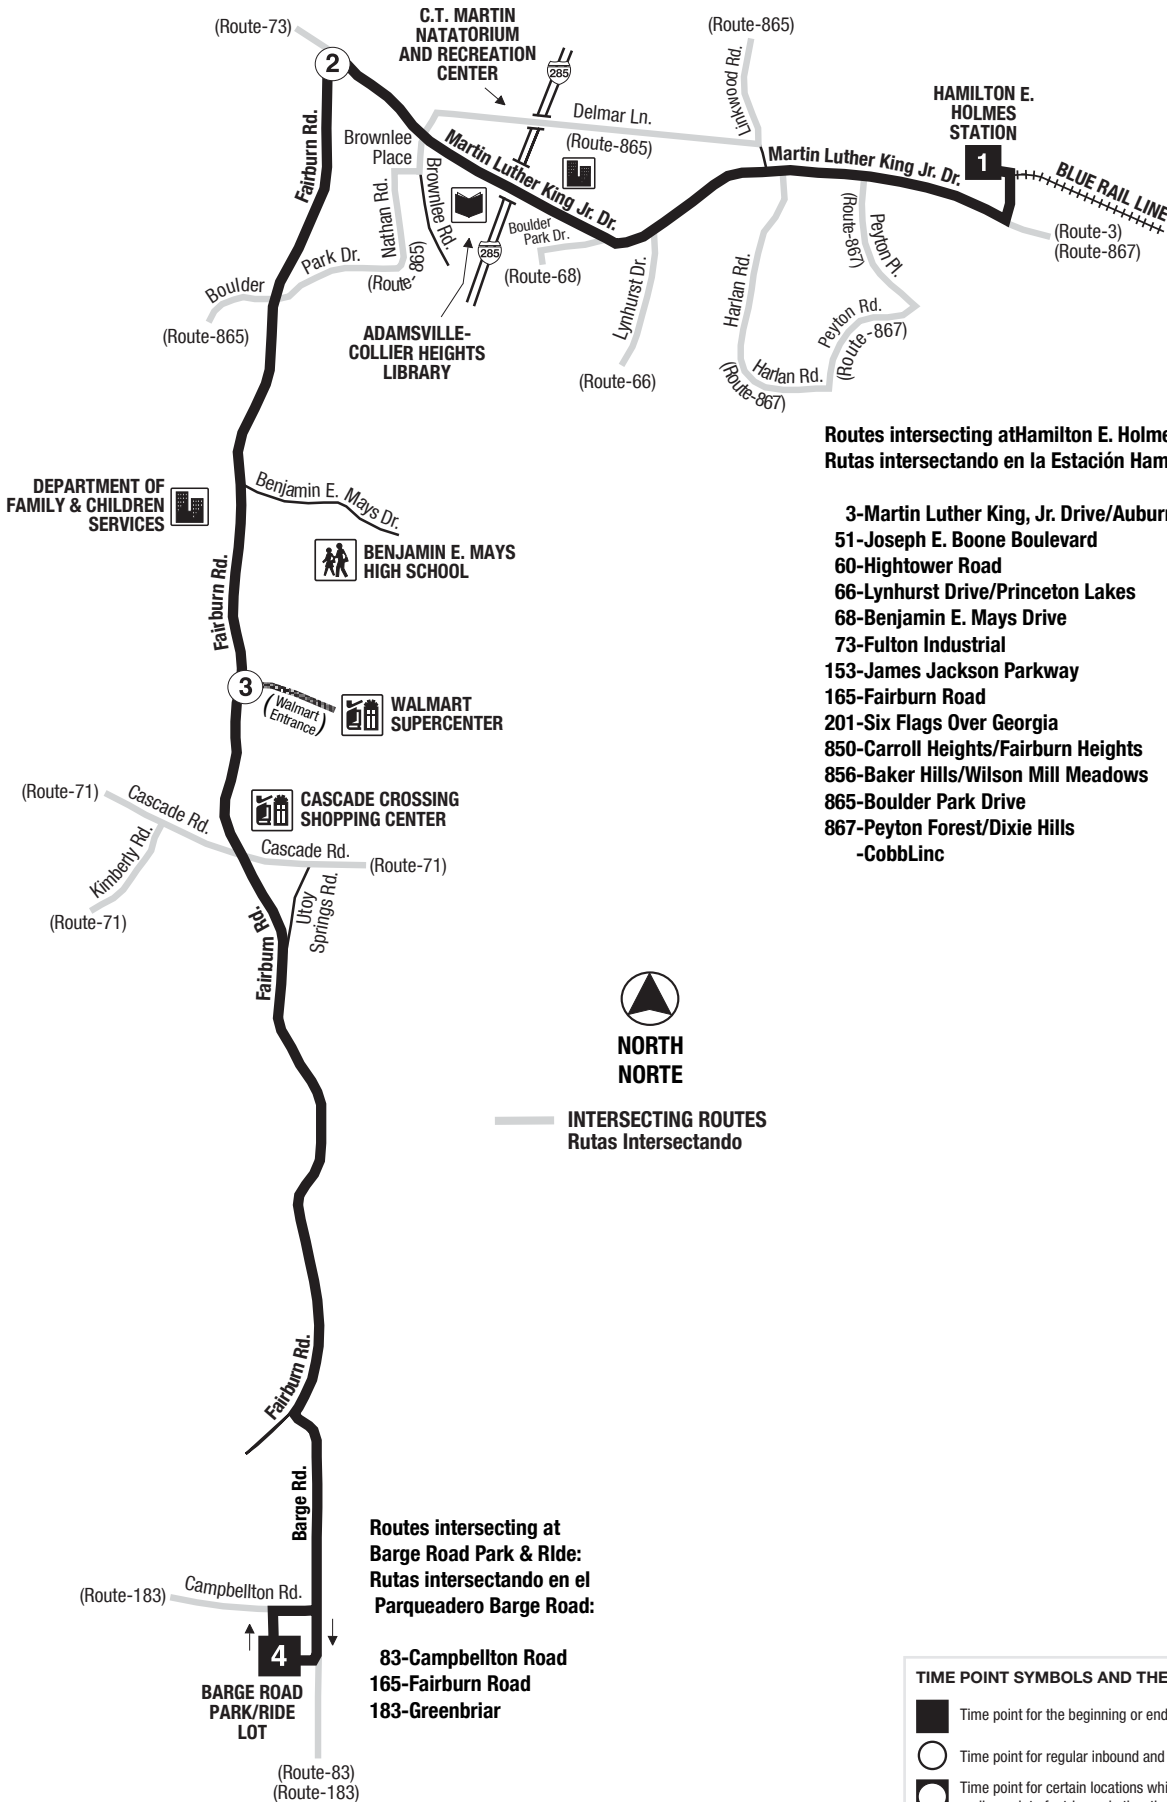 (Route-73)
C.T. MARTIN
NATATORIUM
AND RECREATION
CENTER
285
(Route-865)
Linkwood Rd.
2
HAMILTON E.
HOLMES
STATION
1
Delmar Ln.
(Route-865)
Brownlee
Place
Fairburn Rd.
Martin Luther King Jr. Dr.
Martin Luther King Jr. Dr.
BLUE RAIL LINE
(Route-3)
(Route-867)
Nathan Rd.
Brownlee Rd.
(Route-865)
Boulder
Park Dr.
285
(Route-68)
Boulder
Park Dr.
(Route-865)
Lynhurst Dr.
(Route-66)
Harlan Rd.
(Route-867)
Peyton Pl.
Peyton Rd.
(Route-867)
Harlan Rd.
(Route-867)
ADAMSVILLE-
COLLIER HEIGHTS
LIBRARY
Routes intersecting atHamilton E.
Rutas intersectando en la Estación
3-Martin Luther King, Jr.
51-Joseph E. Boone Boulevard
60-Hightower Road
66-Lynhurst Drive/Princeton Lakes
68-Benjamin E. Mays Drive
73-Fulton Industrial
153-James Jackson Parkway
165-Fairburn Road
201-Six Flags Over Georgia
850-Carroll Heights/Fairburn Heights
856-Baker Hills/Wilson Mill Meadows
865-Boulder Park Drive
867-Peyton Forest/Dixie Hills
-CobbLinc
DEPARTMENT OF
FAMILY & CHILDREN
SERVICES
Benjamin E. Mays Dr.
BENJAMIN E. MAYS
HIGH SCHOOL
Fairburn Rd.
3
(Walmart
Entrance)
WALMART
SUPERCENTER
(Route-71)
Cascade Rd.
CASCADE CROSSING
SHOPPING CENTER
Kimberly Rd.
(Route-71)
Cascade Rd.
(Route-71)
Utoy
Springs Rd.
Fairburn Rd.
NORTH
NORTE
INTERSECTING ROUTES
Rutas Intersectando
Fairburn Rd.
Barge Rd.
Routes intersecting at
Barge Road Park & RIde:
Rutas intersectando en el
Parqueadero Barge Road:
83-Campbellton Road
165-Fairburn Road
183-Greenbriar
(Route-183)
Campbellton Rd.
4
BARGE ROAD
PARK/RIDE
LOT
(Route-83)
(Route-183)
TIME POINT SYMBOLS AND
Time point for the beginning or
Time point for regular inbound and
Time point for certain locations